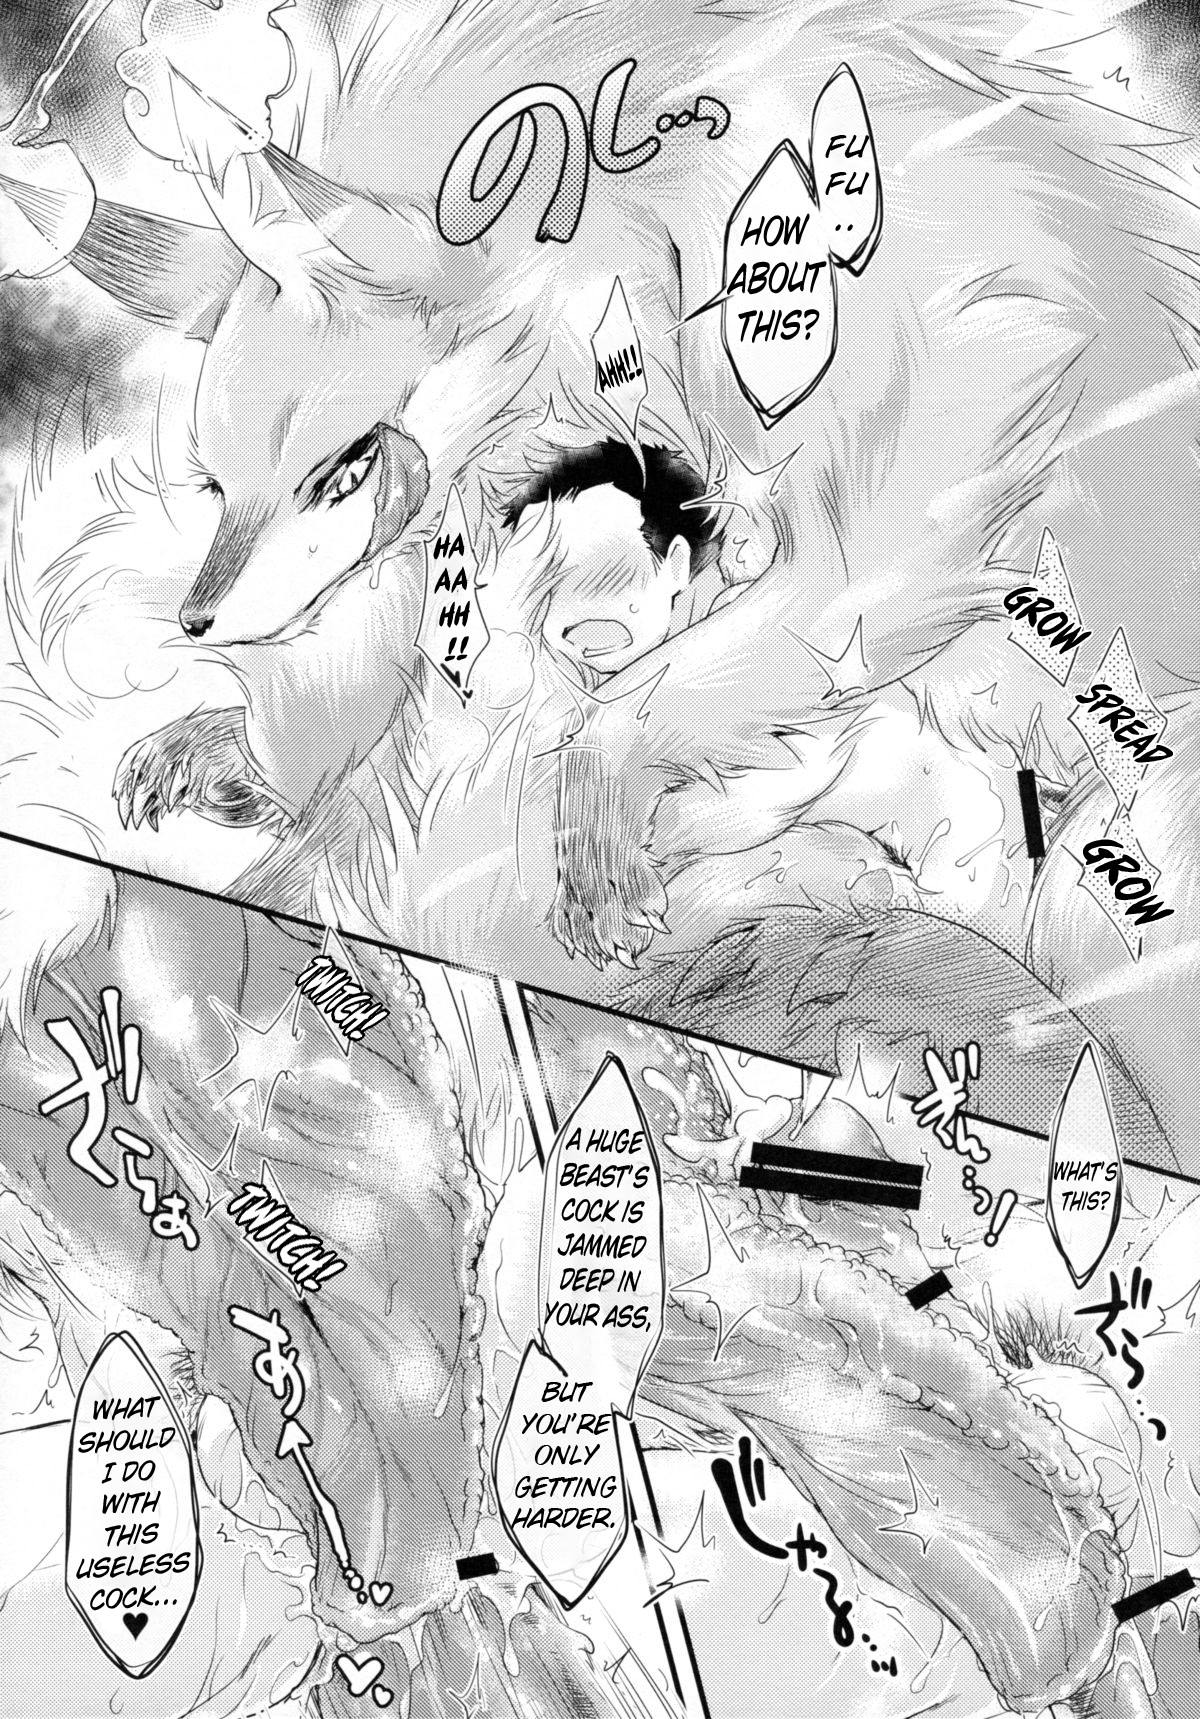 FU
FU
..
HOW
ABOUT
THIS?
のし…っ
AHH!!
HA
AA
HH
!!
GROW
SPREAD
GROW
WHAT'S
THIS?
A HUGE
BEAST'S
COCK IS
JAMMED
DEEP IN
YOUR ASS,
BUT
YOU'RE
ONLY
GETTING
HARDER.
TWITCH!
TWITCH!
WHAT
SHOULD
I DO
WITH
THIS
USELESS
COCK...
♥